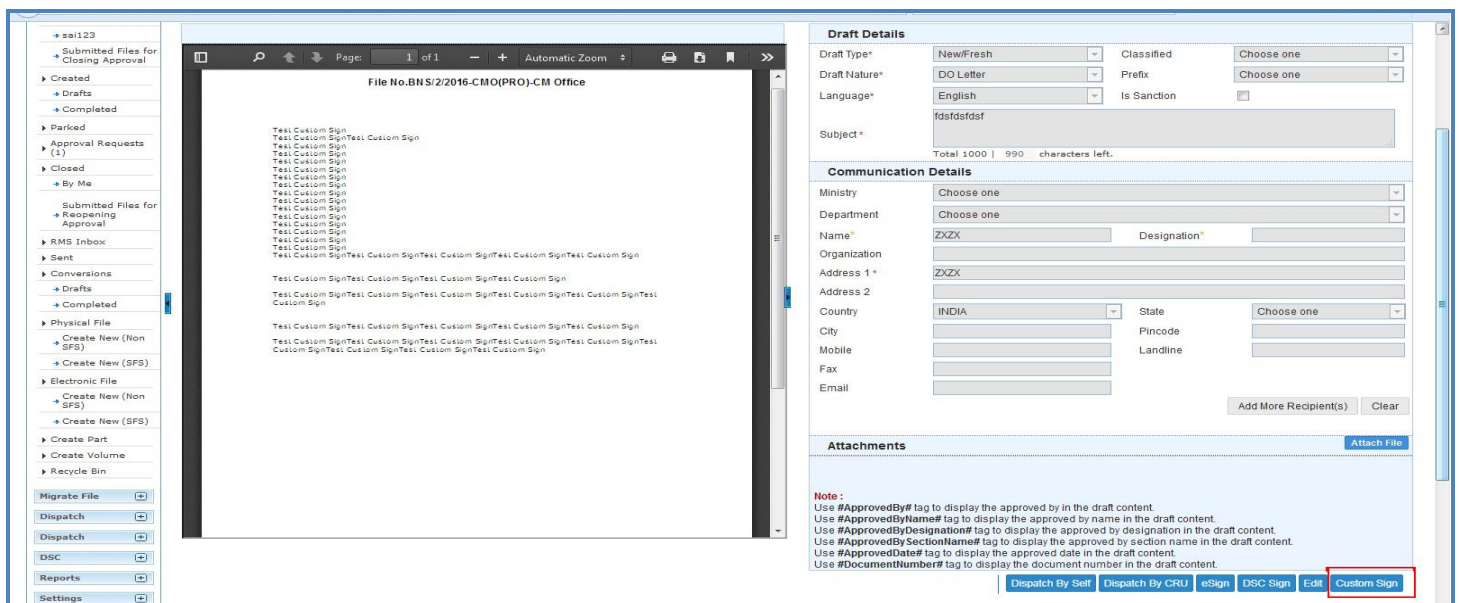 sai123
Submitted Files for
Closing Approval
Created
Drafts
Completed
Parked
Approval Requests
(1)
Closed
By Me
Submitted Files for
Reopening
Approval
RMS Inbox
Sent
Conversions
Drafts
Completed
Physical File
Create New (Non
SFS)
Create New (SFS)
Electronic File
Create New (Non
SFS)
Create New (SFS)
Create Part
Create Volume
Recycle Bin
Migrate File
Dispatch
Dispatch
DSC
Reports
Settings
Page: 1 of 1 Automatic Zoom
File No.BNS/2/2016-CMO(PRO)-CM Office
Test Custom Sign
Test Custom SignTest Custom Sign
Test Custom Sign
Test Custom Sign
Test Custom Sign
Test Custom Sign
Test Custom Sign
Test Custom Sign
Test Custom Sign
Test Custom Sign
Test Custom Sign
Test Custom Sign
Test Custom Sign
Test Custom Sign
Test Custom Sign
Test Custom Sign
Test Custom SignTest Custom SignTest Custom SignTest Custom SignTest Custom Sign
Test Custom SignTest Custom SignTest Custom SignTest Custom Sign
Test Custom SignTest Custom SignTest Custom SignTest Custom SignTest Custom SignTest
Custom Sign
Test Custom SignTest Custom SignTest Custom SignTest Custom SignTest Custom Sign
Test Custom SignTest Custom SignTest Custom SignTest Custom SignTest Custom SignTest
Custom SignTest Custom SignTest Custom SignTest Custom Sign
Draft Details
Draft Type* New/Fresh Classified Choose one
Draft Nature* DO Letter Prefix Choose one
Language* English Is Sanction
Subject * fdsfdsfdsf
Total 1000 | 990 characters left.
Communication Details
Ministry Choose one
Department Choose one
Name* ZXZX Designation*
Organization
Address 1 * ZXZX
Address 2
Country INDIA State Choose one
City Pincode
Mobile Landline
Fax
Email
Add More Recipient(s) Clear
Attachments Attach File
Note :
Use #ApprovedBy# tag to display the approved by in the draft content.
Use #ApprovedByName# tag to display the approved by name in the draft content.
Use #ApprovedByDesignation# tag to display the approved by designation in the draft content.
Use #ApprovedBySectionName# tag to display the approved by section name in the draft content.
Use #ApprovedDate# tag to display the approved date in the draft content.
Use #DocumentNumber# tag to display the document number in the draft content.
Dispatch By Self Dispatch By CRU eSign DSC Sign Edit Custom Sign